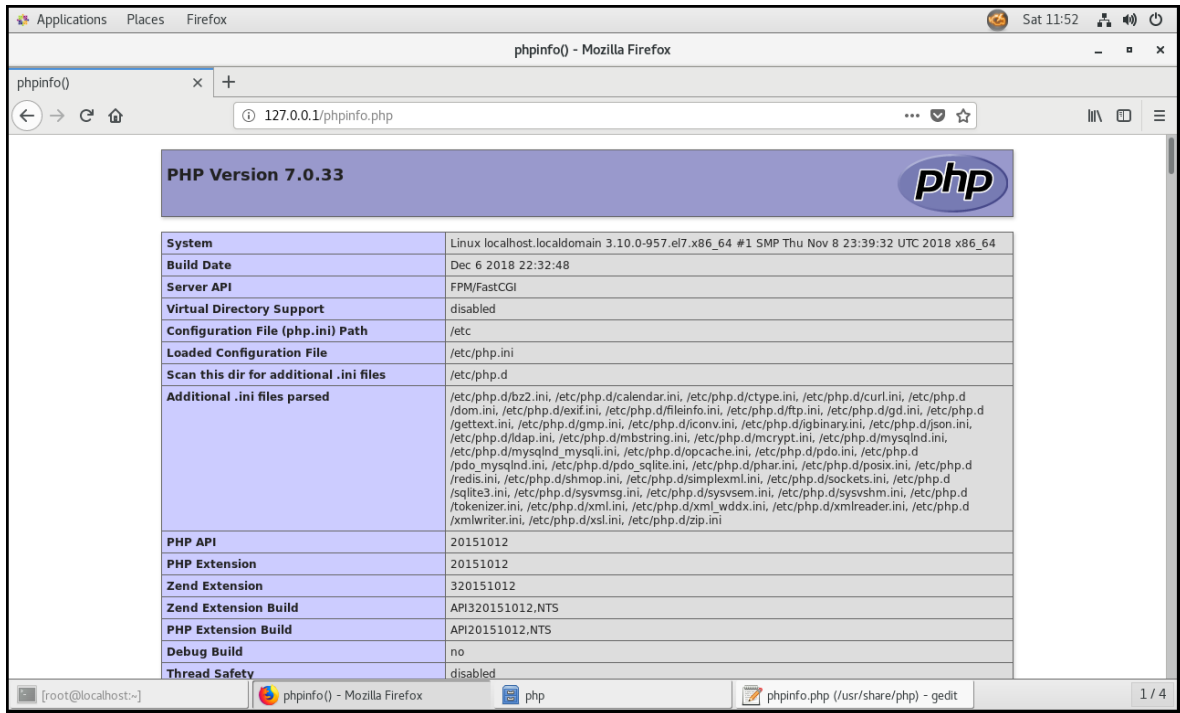 Applications Places Firefox Sat 11:52
phpinfo() - Mozilla Firefox
phpinfo()
127.0.0.1/phpinfo.php
PHP Version 7.0.33
php
System Linux localhost.localdomain 3.10.0-957.el7.x86_64 #1 SMP Thu Nov 8 23:39:32 UTC 2018 x86_64
Build Date Dec 6 2018 22:32:48
Server API FPM/FastCGI
Virtual Directory Support disabled
Configuration File (php.ini) Path /etc
Loaded Configuration File /etc/php.ini
Scan this dir for additional .ini files /etc/php.d
Additional .ini files parsed /etc/php.d/bz2.ini, /etc/php.d/calendar.ini, /etc/php.d/ctype.ini, /etc/php.d/curl.ini, /etc/php.d
/dom.ini, /etc/php.d/exif.ini, /etc/php.d/fileinfo.ini, /etc/php.d/ftp.ini, /etc/php.d/gd.ini, /etc/php.d
/gettext.ini, /etc/php.d/gmp.ini, /etc/php.d/iconv.ini, /etc/php.d/igbinary.ini, /etc/php.d/json.ini,
/etc/php.d/ldap.ini, /etc/php.d/mbstring.ini, /etc/php.d/mcrypt.ini, /etc/php.d/mysqlnd.ini,
/etc/php.d/mysqlnd_mysqli.ini, /etc/php.d/opcache.ini, /etc/php.d/pdo.ini, /etc/php.d
/pdo_mysqlnd.ini, /etc/php.d/pdo_sqlite.ini, /etc/php.d/phar.ini, /etc/php.d/posix.ini, /etc/php.d
/redis.ini, /etc/php.d/shmop.ini, /etc/php.d/simplexml.ini, /etc/php.d/sockets.ini, /etc/php.d
/sqlite3.ini, /etc/php.d/sysvmsg.ini, /etc/php.d/sysvsem.ini, /etc/php.d/sysvshm.ini, /etc/php.d
/tokenizer.ini, /etc/php.d/xml.ini, /etc/php.d/xml_wddx.ini, /etc/php.d/xmlreader.ini, /etc/php.d
/xmlwriter.ini, /etc/php.d/xsl.ini, /etc/php.d/zip.ini
PHP API 20151012
PHP Extension 20151012
Zend Extension 320151012
Zend Extension Build API320151012,NTS
PHP Extension Build API20151012,NTS
Debug Build no
Thread Safety disabled
[root@localhost:~] phpinfo() - Mozilla Firefox php phpinfo.php (/usr/share/php) - gedit 1 / 4